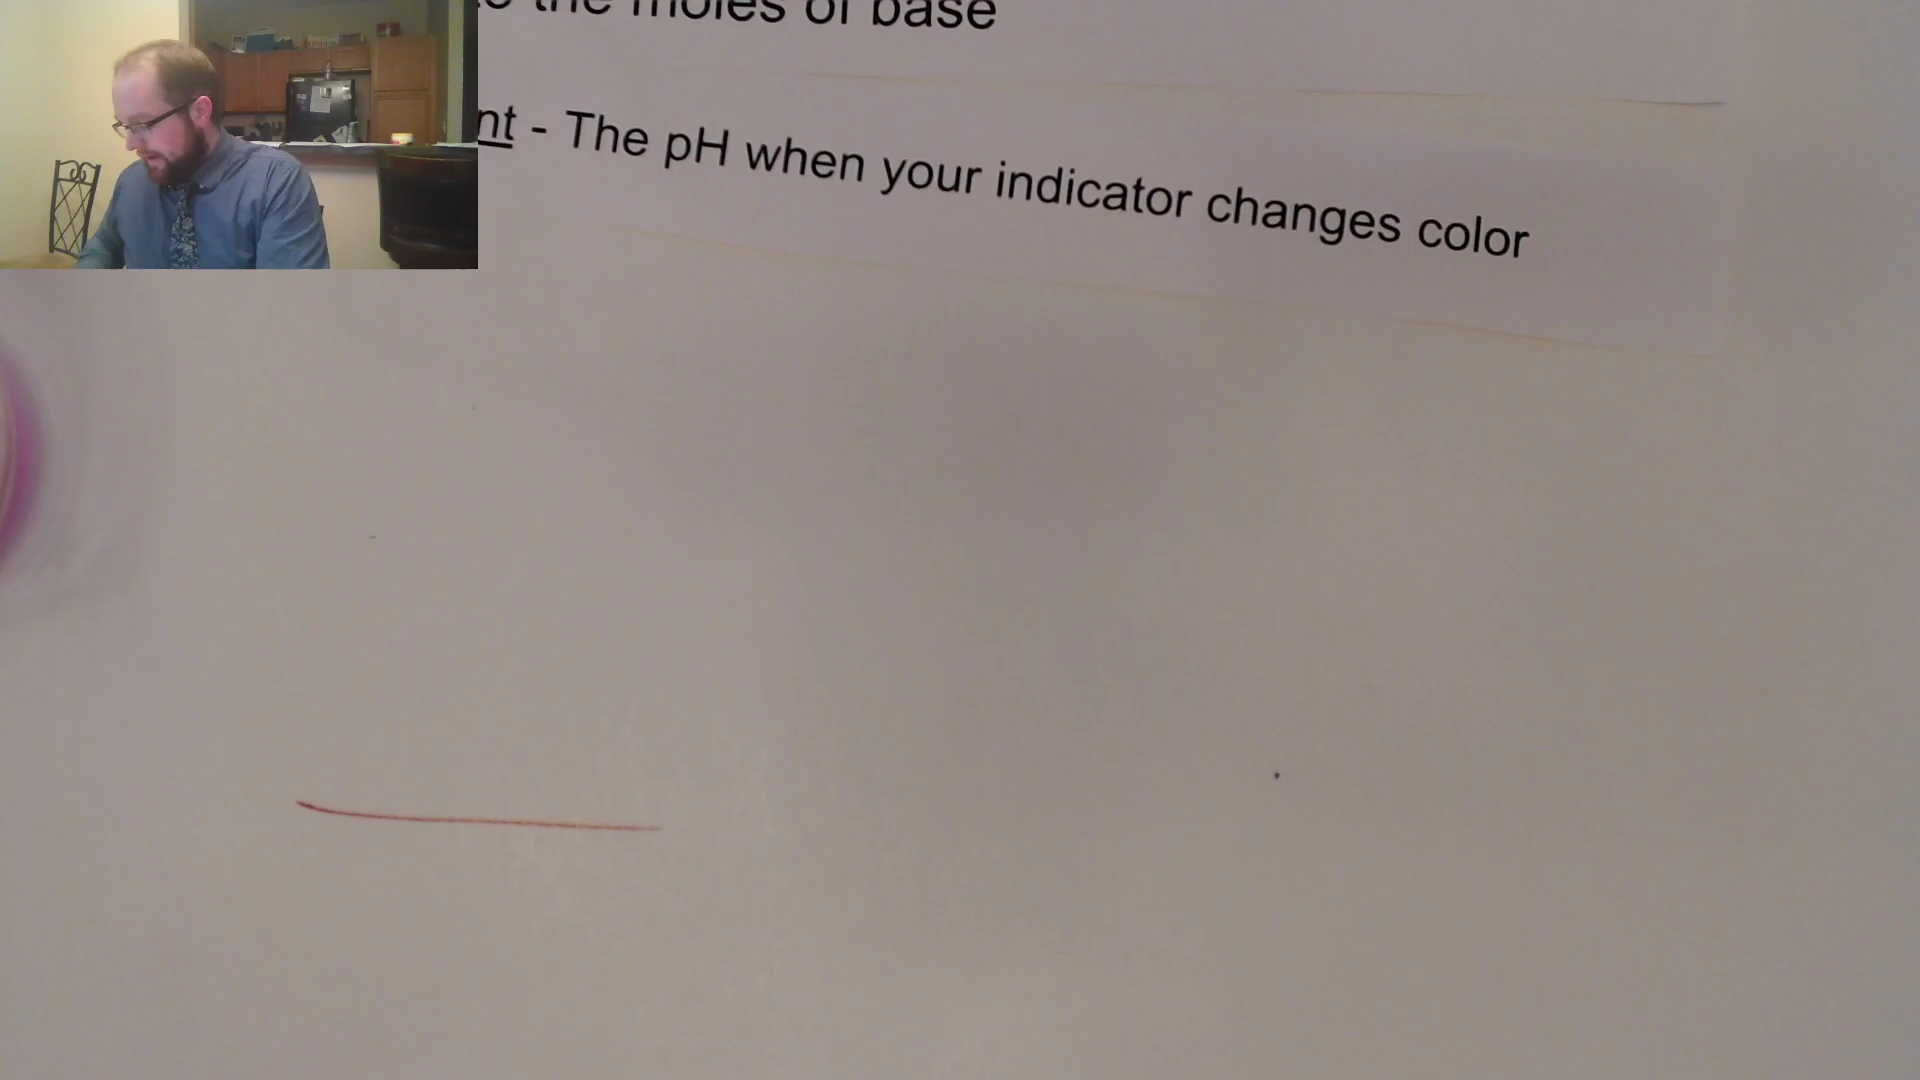 the moles of base
nt - The pH when your indicator changes color